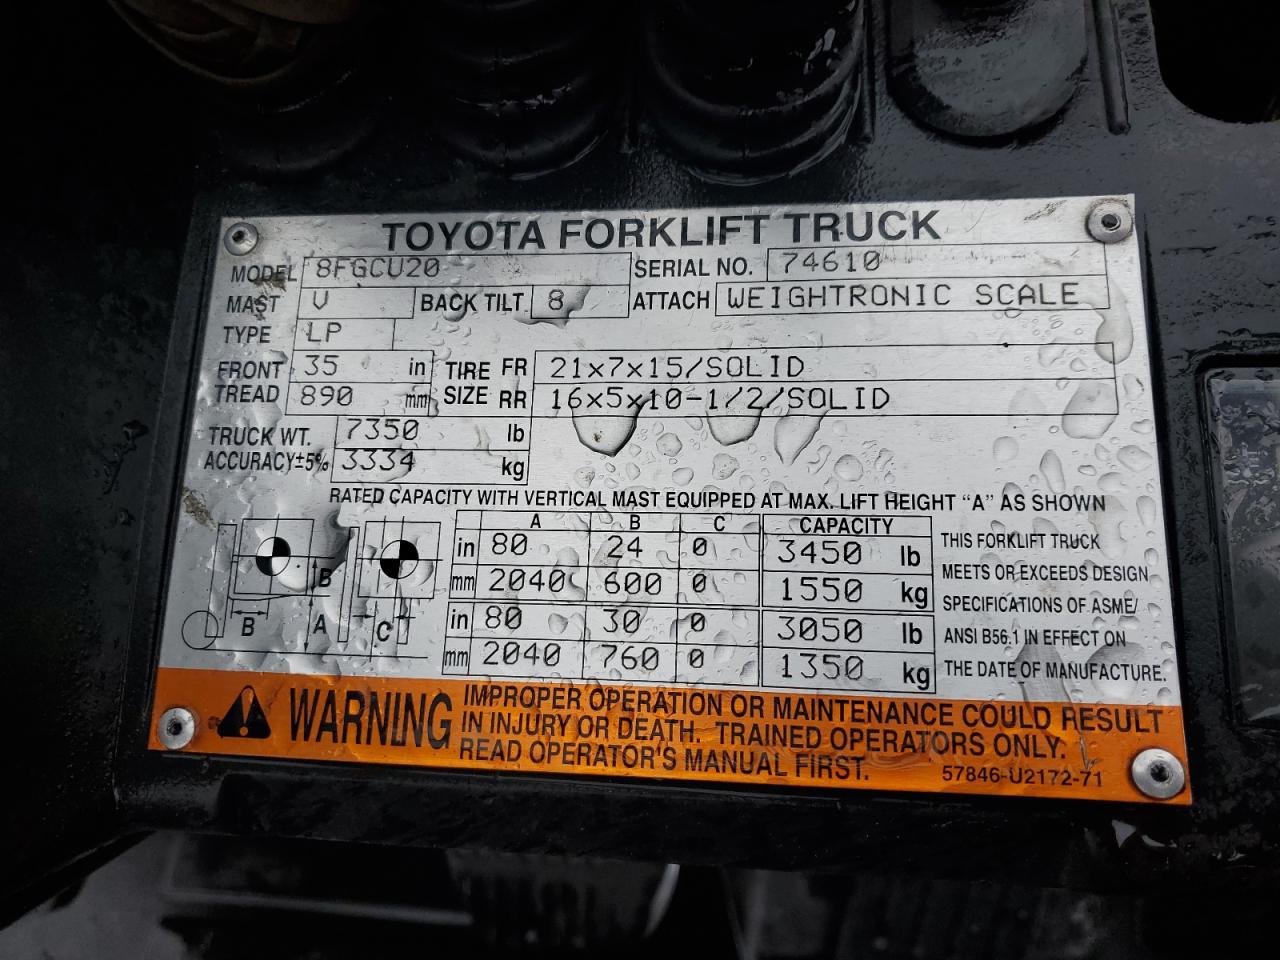 TOYOTA FORKLIFT TRUCK
MODEL 8FGCU20 SERIAL NO. 74610
MAST V BACK TILT 8 ATTACH WEIGHTRONIC SCALE
TYPE LP
FRONT 35 in TIRE FR 21x7x15/SOLID
TREAD 890 mm SIZE RR 16x5x10-1/2/SOLID
TRUCK WT. 7350 lb
ACCURACY±5% 3334 kg
RATED CAPACITY WITH VERTICAL MAST EQUIPPED AT MAX. LIFT HEIGHT "A" AS SHOWN
A B C CAPACITY
in 80 24 0 3450 lb
mm 2040 600 0 1550 kg
in 80 30 0 3050 lb
mm 2040 760 0 1350 kg
B
B A C
THIS FORKLIFT TRUCK
MEETS OR EXCEEDS DESIGN
SPECIFICATIONS OF ASME/
ANSI B56.1 IN EFFECT ON
THE DATE OF MANUFACTURE.
WARNING
IMPROPER OPERATION OR MAINTENANCE COULD RESULT
IN INJURY OR DEATH. TRAINED OPERATORS ONLY.
READ OPERATOR'S MANUAL FIRST.
57846-U2172-71